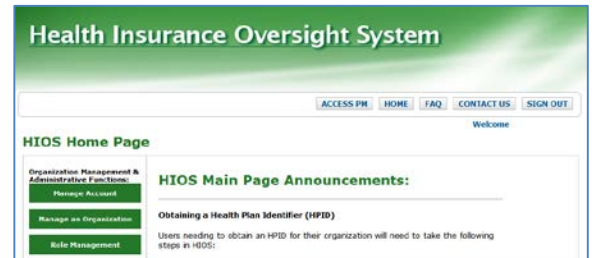 Health Insurance Oversight System
ACCESS PM HOME FAQ CONTACT US SIGN OUT
Welcome
HIOS Home Page
Organization Management &
Administrative Functions:
Manage Account
Manage an Organization
Role Management
HIOS Main Page Announcements:
Obtaining a Health Plan Identifier (HPID)
Users needing to obtain an HPID for their organization will need to take the following
steps in HIOS: